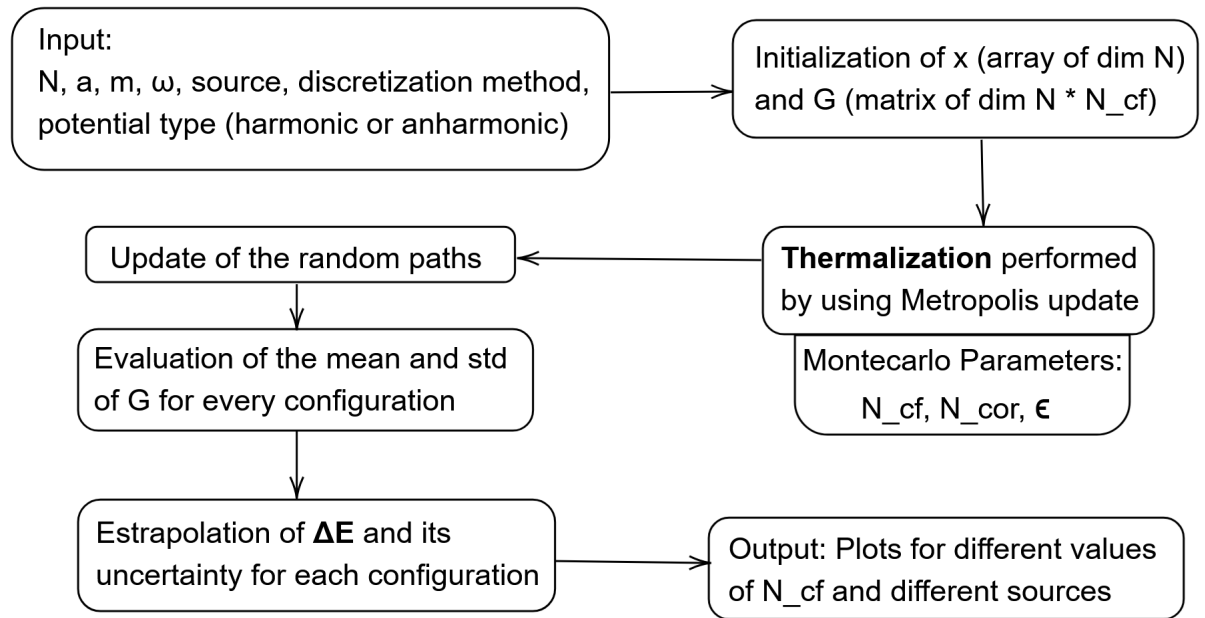 Input:
N, a, m, ω, source, discretization method,
potential type (harmonic or anharmonic)
Initialization of x (array of dim N)
and G (matrix of dim N * N_cf)
Thermalization performed
by using Metropolis update
Montecarlo Parameters:
N_cf, N_cor, ϵ
Update of the random paths
Evaluation of the mean and std
of G for every configuration
Estrapolation of ΔE and its
uncertainty for each configuration
Output: Plots for different values
of N_cf and different sources